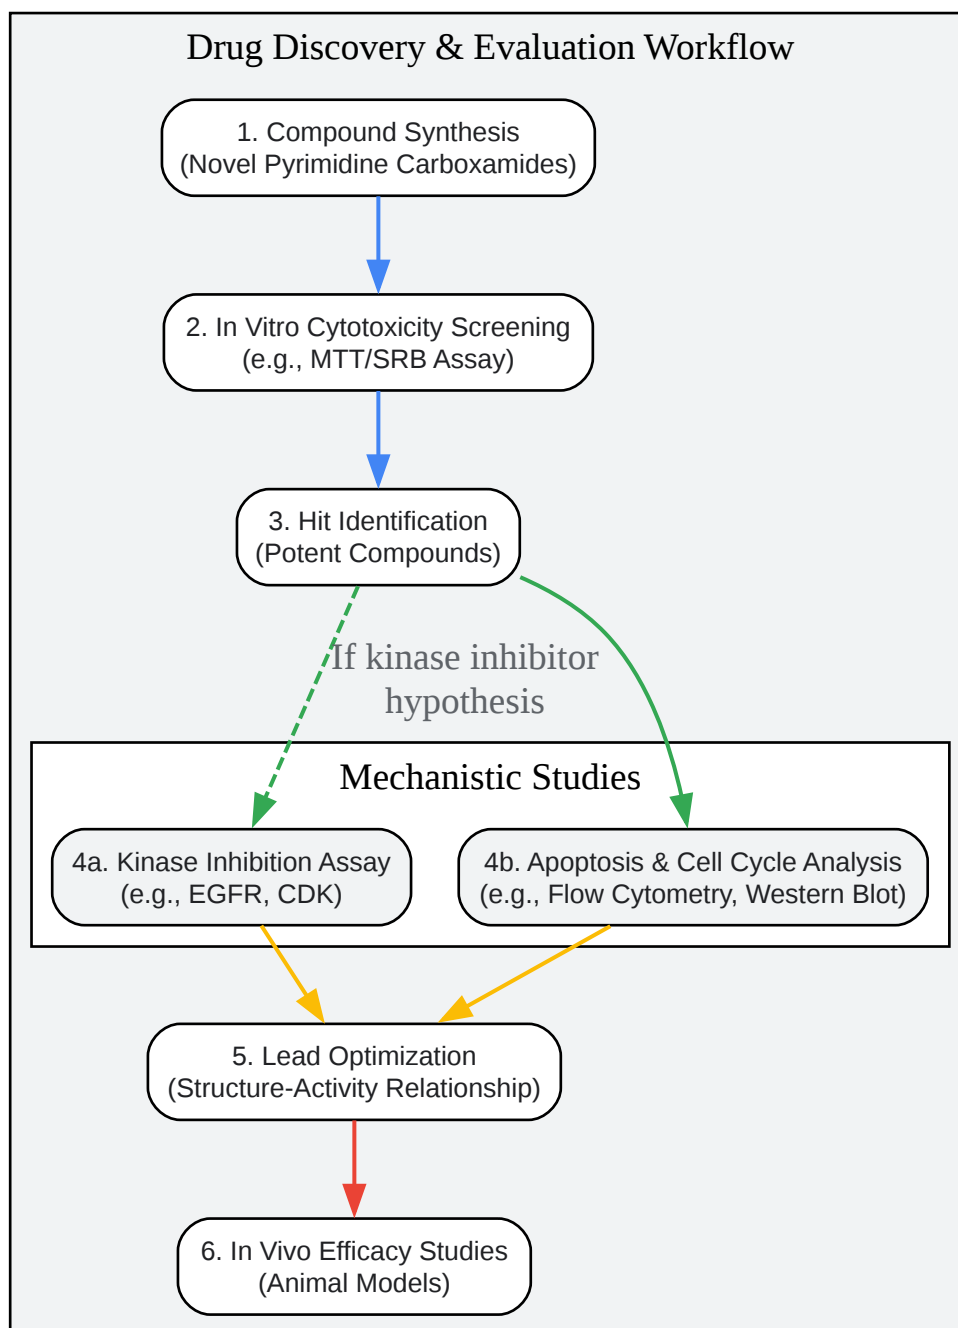 Drug Discovery & Evaluation Workflow
1. Compound Synthesis
(Novel Pyrimidine Carboxamides)
2. In Vitro Cytotoxicity Screening
(e.g., MTT/SRB Assay)
3. Hit Identification
(Potent Compounds)
If kinase inhibitor
hypothesis
Mechanistic Studies
4a. Kinase Inhibition Assay
(e.g., EGFR, CDK)
4b. Apoptosis & Cell Cycle Analysis
(e.g., Flow Cytometry, Western Blot)
5. Lead Optimization
(Structure-Activity Relationship)
6. In Vivo Efficacy Studies
(Animal Models)